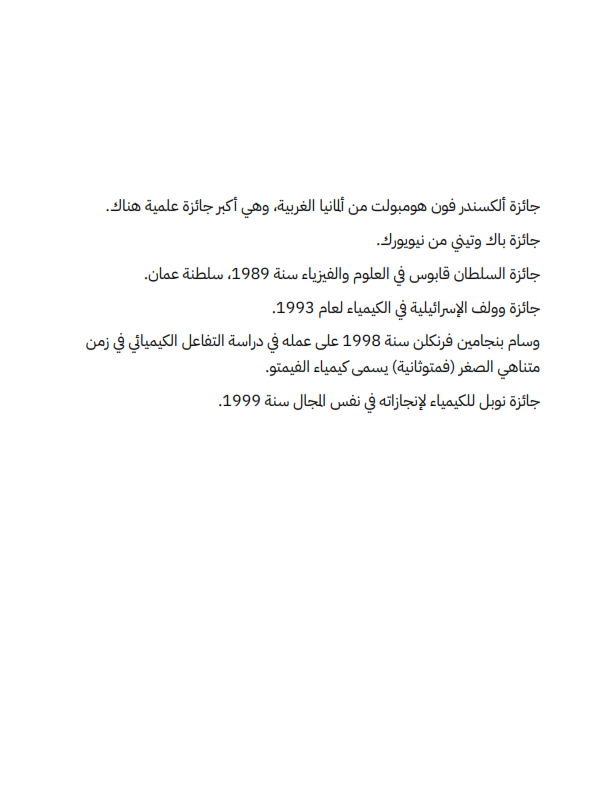 جائزة ألكسندر فون هومبولت من ألمانيا الغربية، وهي أكبر جائزة علمية هناك.
جائزة باك وتيني من نيويورك.
جائزة السلطان قابوس في العلوم والفيزياء سنة 1989، سلطنة عمان.
جائزة وولف الإسرائيلية في الكيمياء لعام 1993.
وسام بنجامين فرنكلن سنة 1998 على عمله في دراسة التفاعل الكيميائي في زمن
متناهي الصغر (فمتوثانية) يسمى كيمياء الفيمتو.
جائزة نوبل للكيمياء لإنجازاته في نفس المجال سنة 1999.